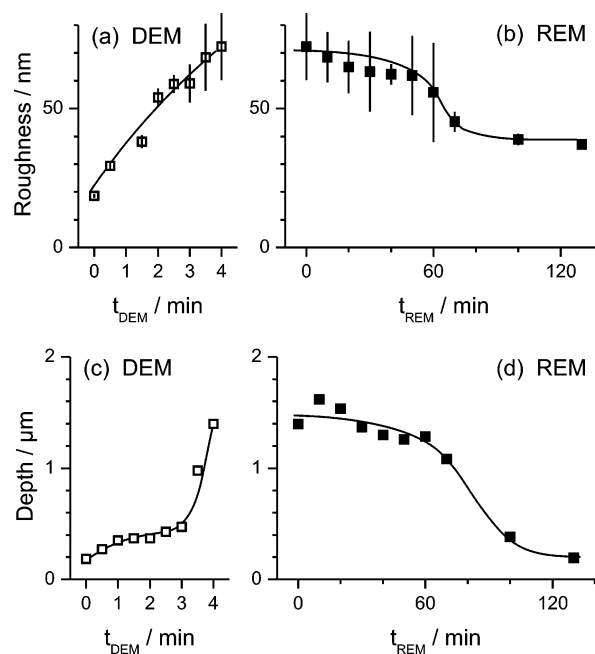 (a) DEM
(b) REM
Roughness / nm
50
0
0 1 2 3 4
0 60 120
t_DEM / min
t_REM / min
(c) DEM
(d) REM
Depth / µm
2
1
0
0 1 2 3 4
0 60 120
t_DEM / min
t_REM / min